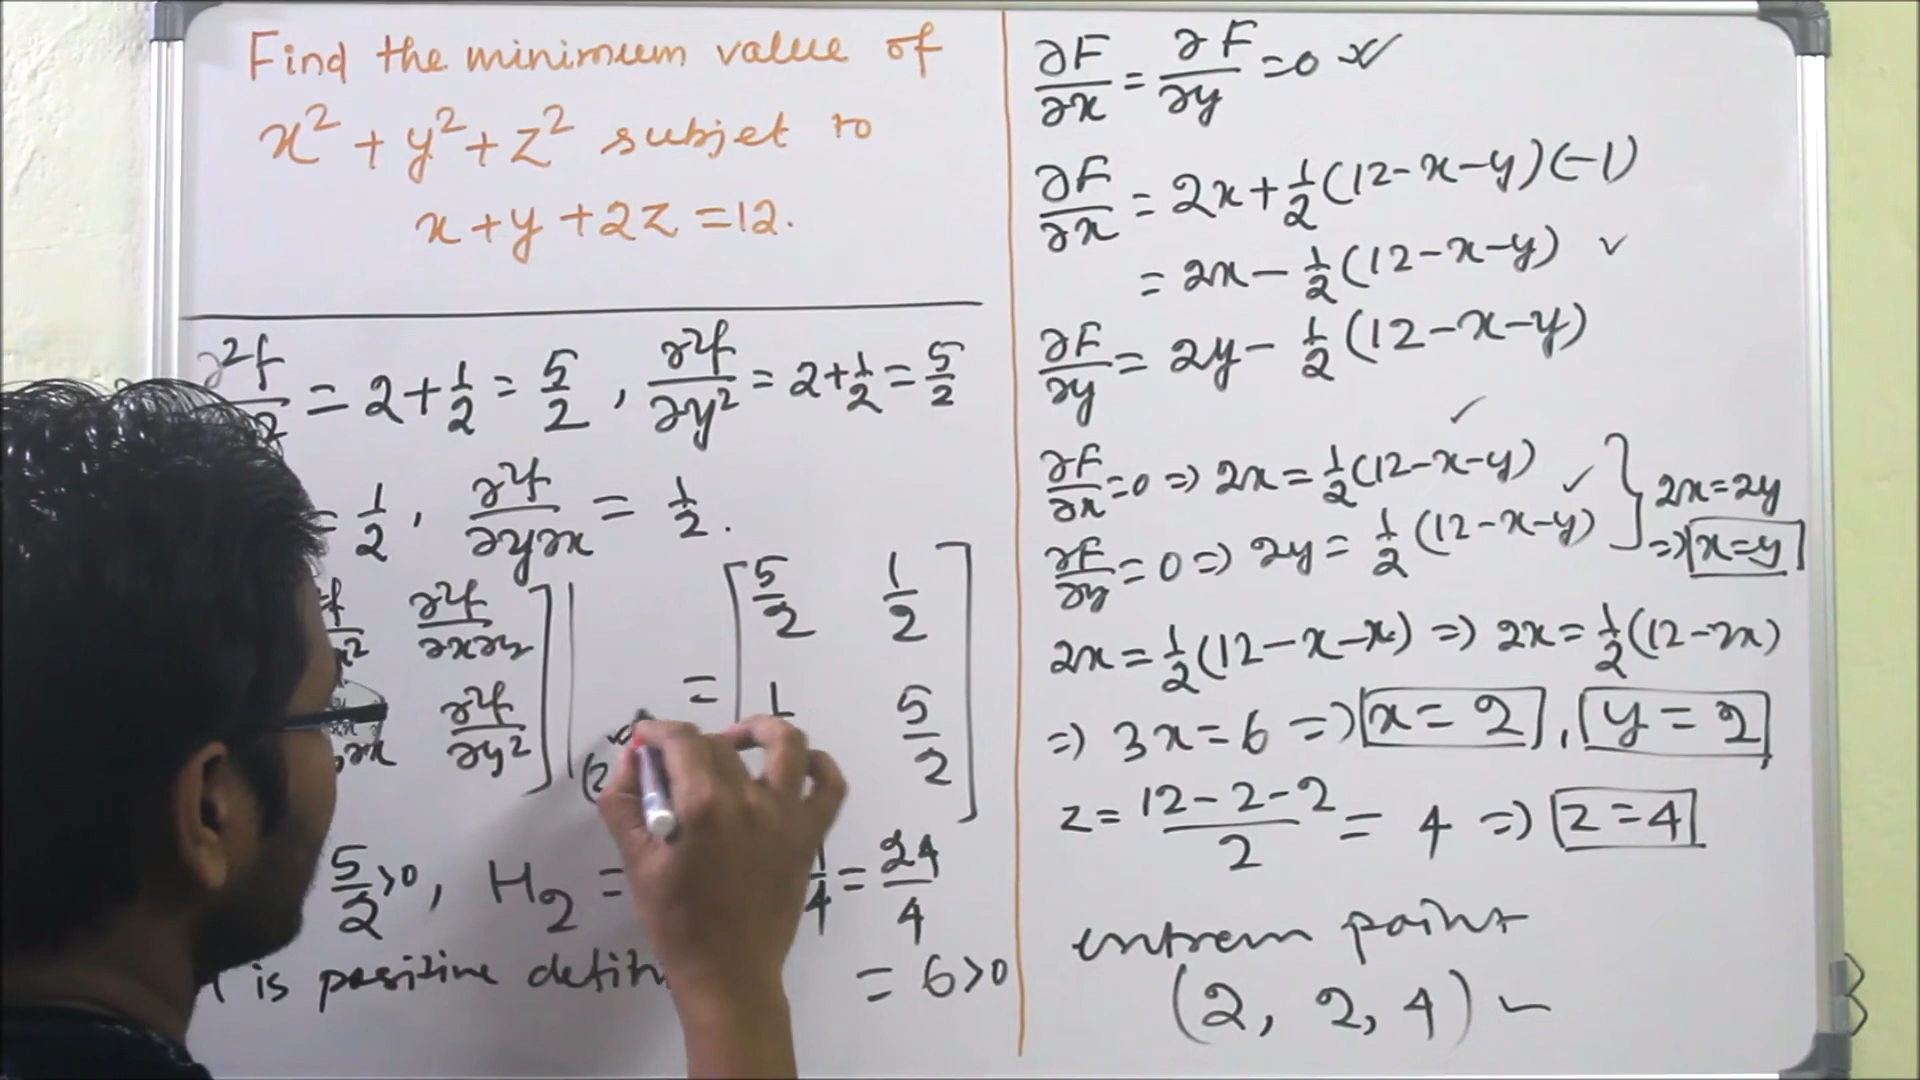 Find the minimum value of
x² + y² + z² subjet to
x + y + 2z = 12.
∂²f = 2 + 1/2 = 5/2 , ∂²f/∂y² = 2 + 1/2 = 5/2
= 1/2 , ∂²f/∂y∂x = 1/2 .
∂²f/∂x∂y ] | = [ 5/2 1/2
∂²f/∂y² ] 5/2 ]
5/2 > 0 , H₂ = 1/4 = 24/4
is positive = 6 > 0
∂F/∂x = ∂F/∂y = 0
∂F/∂x = 2x + 1/2 (12 - x - y) (-1)
= 2x - 1/2 (12 - x - y) ✓
∂F/∂y = 2y - 1/2 (12 - x - y)
∂F/∂x = 0 => 2x = 1/2 (12 - x - y) ✓
∂F/∂y = 0 => 2y = 1/2 (12 - x - y) ✓
} 2x = 2y
=> x = y
2x = 1/2 (12 - x - x) => 2x = 1/2 (12 - 2x)
=> 3x = 6 => x = 2 , y = 2
z = 12 - 2 - 2 / 2 = 4 => z = 4
point
(2, 2, 4)